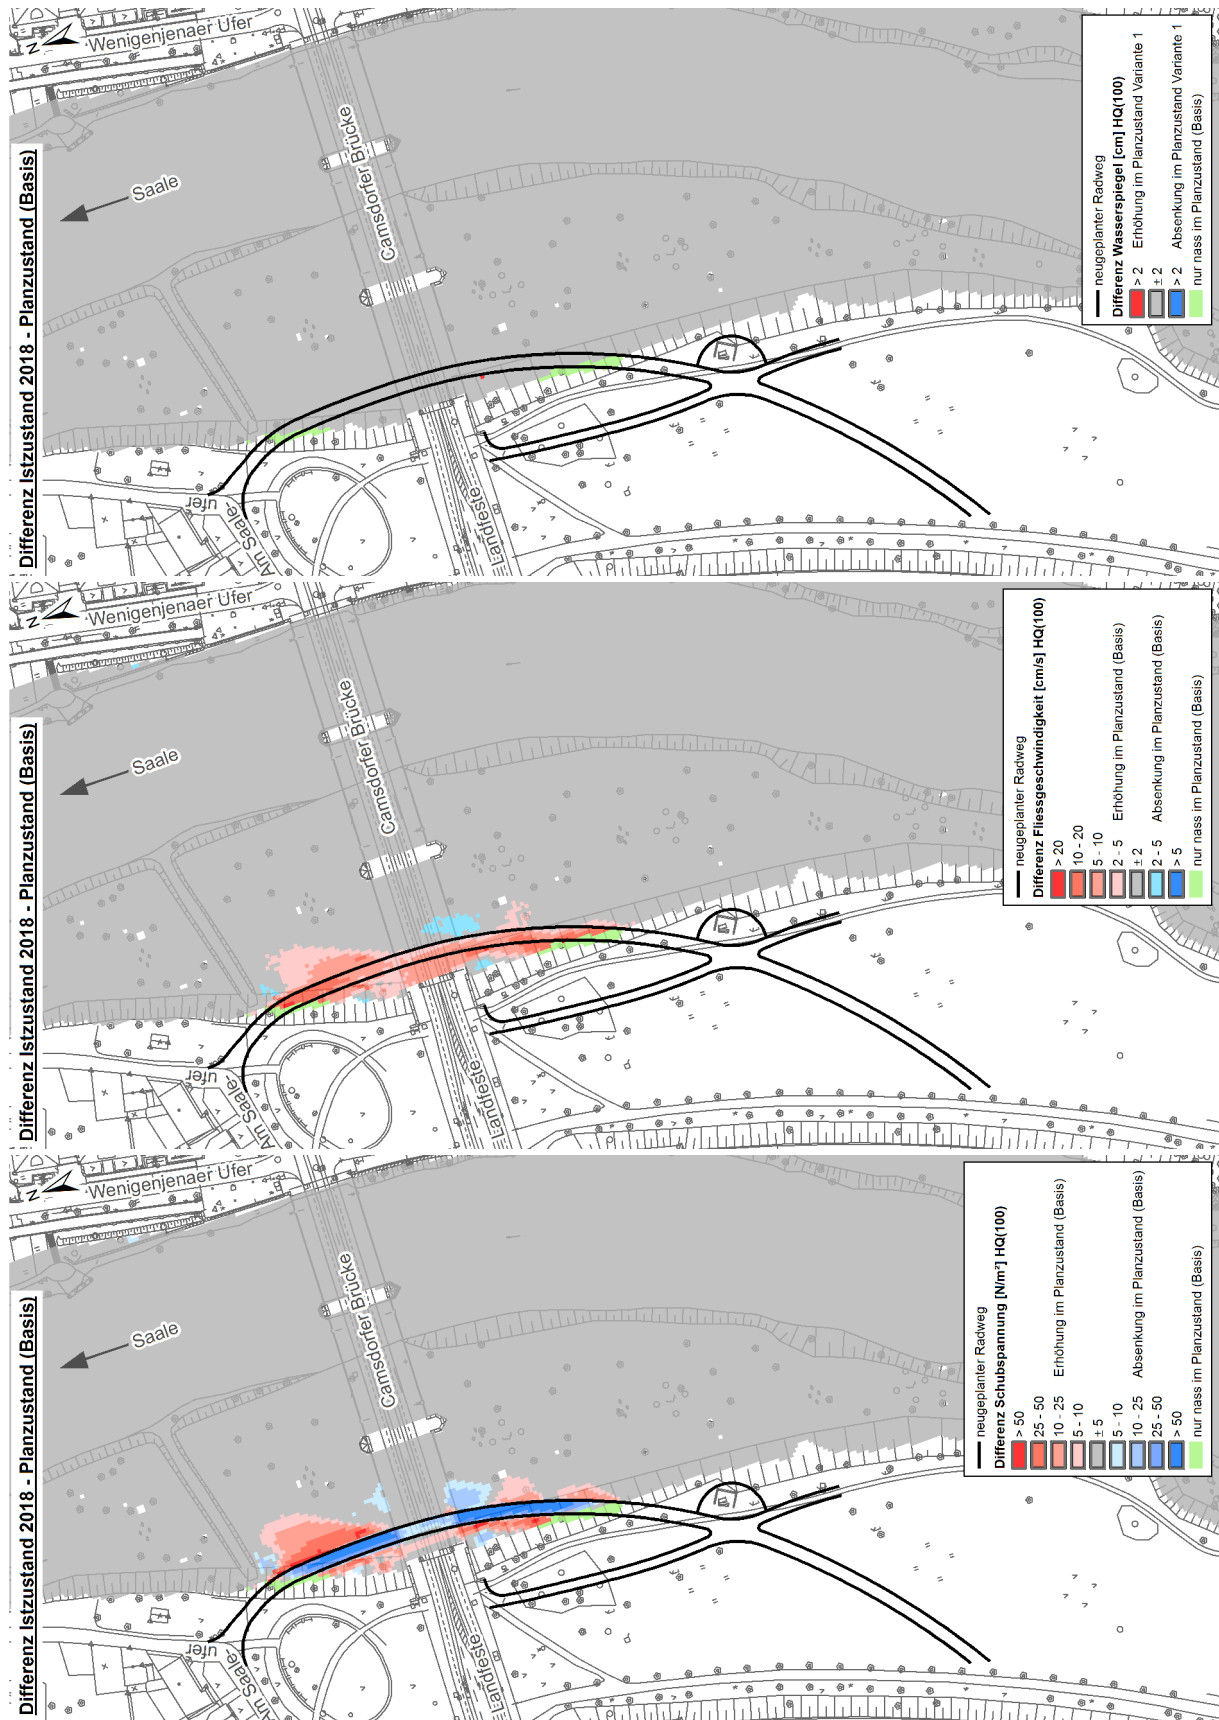 Differenz Istzustand 2018 - Planzustand (Basis)
N
Wenigenjenaer Ufer
Saale
Camsdorfer Brücke
Landfeste
Am Saale-
ufer
neugeplanter Radweg
Differenz Wasserspiegel [cm] HQ(100)
> 2 Erhöhung im Planzustand Variante 1
± 2
> 2 Absenkung im Planzustand Variante 1
nur nass im Planzustand (Basis)
Differenz Istzustand 2018 - Planzustand (Basis)
N
Wenigenjenaer Ufer
Saale
Camsdorfer Brücke
Landfeste
Am Saale-
ufer
neugeplanter Radweg
Differenz Fliessgeschwindigkeit [cm/s] HQ(100)
> 20
10 - 20
5 - 10
2 - 5 Erhöhung im Planzustand (Basis)
± 2
2 - 5 Absenkung im Planzustand (Basis)
> 5
nur nass im Planzustand (Basis)
Differenz Istzustand 2018 - Planzustand (Basis)
N
Wenigenjenaer Ufer
Saale
Camsdorfer Brücke
Landfeste
Am Saale-
ufer
neugeplanter Radweg
Differenz Schubspannung [N/m²] HQ(100)
> 50
25 - 50
10 - 25 Erhöhung im Planzustand (Basis)
5 - 10
± 5
5 - 10
10 - 25 Absenkung im Planzustand (Basis)
25 - 50
> 50
nur nass im Planzustand (Basis)